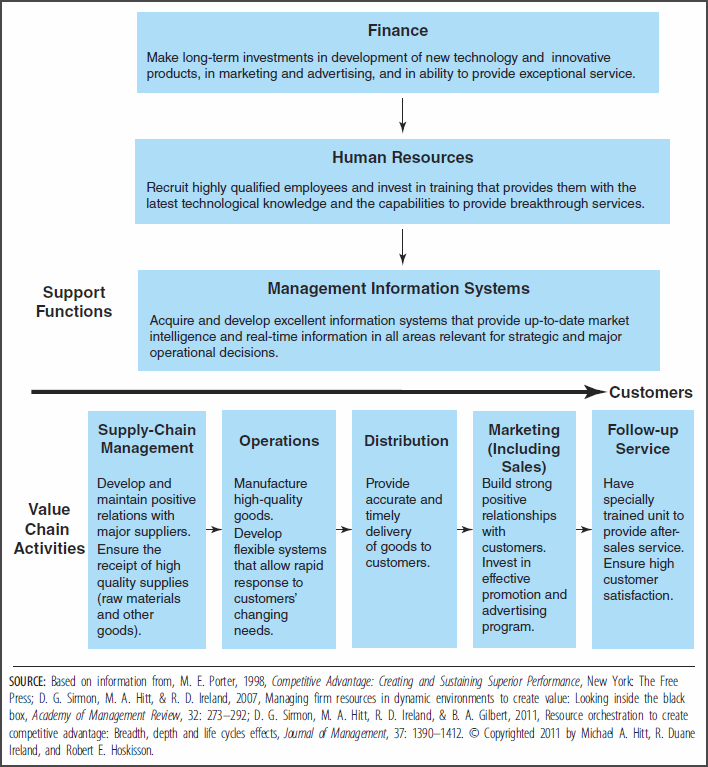 Finance
Make long-term investments in development of new technology and innovative
products, in marketing and advertising, and in ability to provide exceptional service.
Human Resources
Recruit highly qualified employees and invest in training that provides them with the
latest technological knowledge and the capabilities to provide breakthrough services.
Support
Functions
Management Information Systems
Acquire and develop excellent information systems that provide up-to-date market
intelligence and real-time information in all areas relevant for strategic and major
operational decisions.
Customers
Value
Chain
Activities
Supply-Chain
Management
Develop and
maintain positive
relations with
major suppliers.
Ensure the
receipt of high
quality supplies
(raw materials
and other
goods).
Operations
Manufacture
high-quality
goods.
Develop
flexible systems
that allow rapid
response to
customers'
changing
needs.
Distribution
Provide
accurate and
timely
delivery
of goods to
customers.
Marketing
(Including
Sales)
Build strong
positive
relationships
with
customers.
Invest in
effective
promotion and
advertising
program.
Follow-up
Service
Have
specially
trained unit to
provide after-
sales service.
Ensure high
customer
satisfaction.
SOURCE: Based on information from, M. E. Porter, 1998, Competitive Advantage: Creating and Sustaining Superior Performance, New York: The Free
Press; D. G. Sirmon, M. A. Hitt, & R. D. Ireland, 2007, Managing firm resources in dynamic environments to create value: Looking inside the black
box, Academy of Management Review, 32: 273–292; D. G. Sirmon, M. A. Hitt, R. D. Ireland, & B. A. Gilbert, 2011, Resource orchestration to create
competitive advantage: Breadth, depth and life cycles effects, Journal of Management, 37: 1390–1412. © Copyrighted 2011 by Michael A. Hitt, R. Duane
Ireland, and Robert E. Hoskisson.